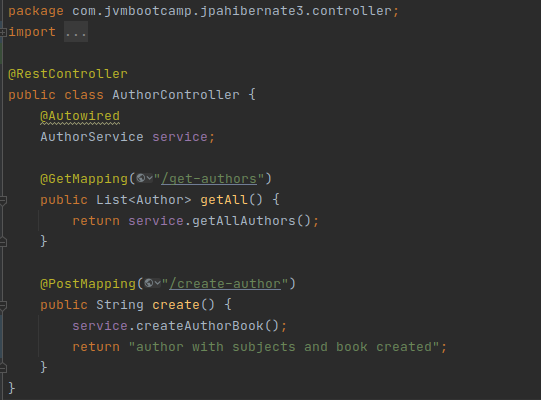 package com.jvmbootcamp.jpahibernate3.controller;
import ...
@RestController
public class AuthorController {
@Autowired
AuthorService service;
@GetMapping("/get-authors")
public List<Author> getAll() {
return service.getAllAuthors();
}
@PostMapping("/create-author")
public String create() {
service.createAuthorBook();
return "author with subjects and book created";
}
}